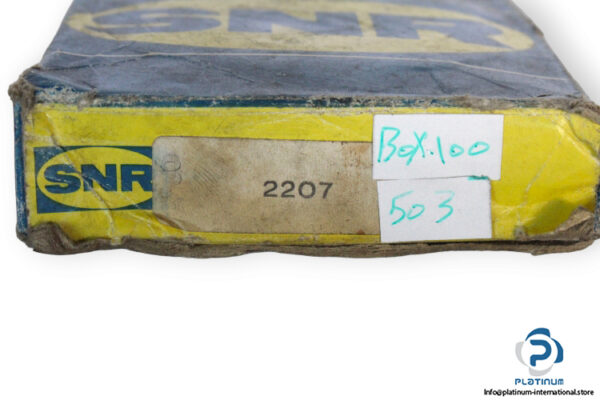 SNR
SNR
2207
BOX.100
503
PLATINUM
Info@platinum-international.store